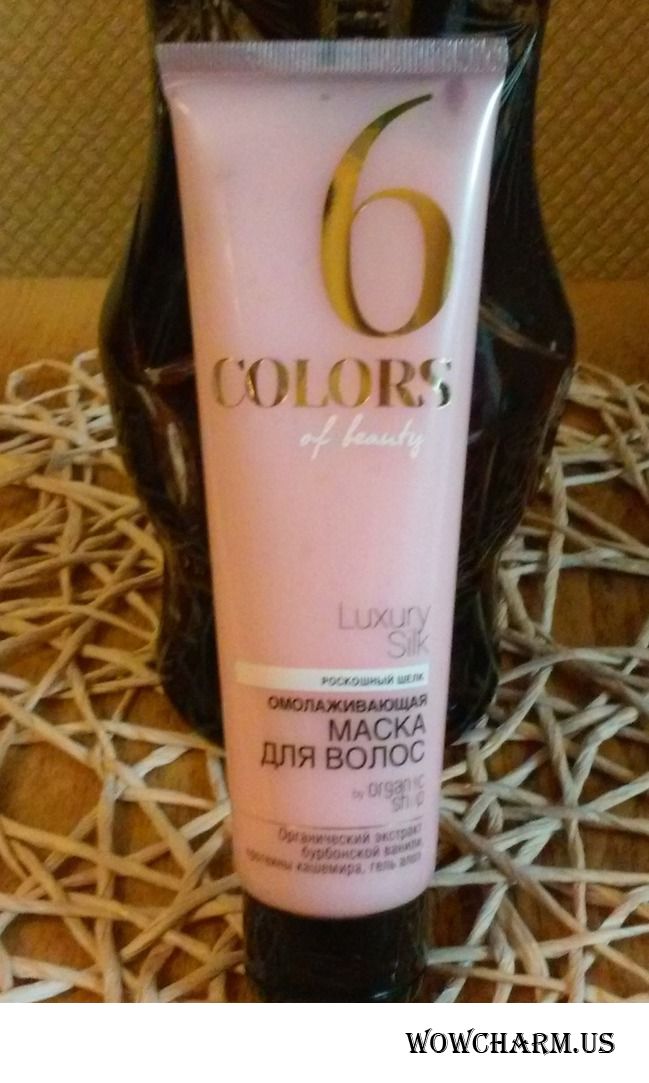 6
COLORS
of beauty
Luxury
Silk
РОСКОШНЫЙ ШЕЛК
ОМОЛАЖИВАЮЩАЯ
МАСКА
ДЛЯ ВОЛОС
by organic
shop
Органический экстракт
бурбонской ванили,
протеины кашемира, гель алоэ
WOWCHARM.US